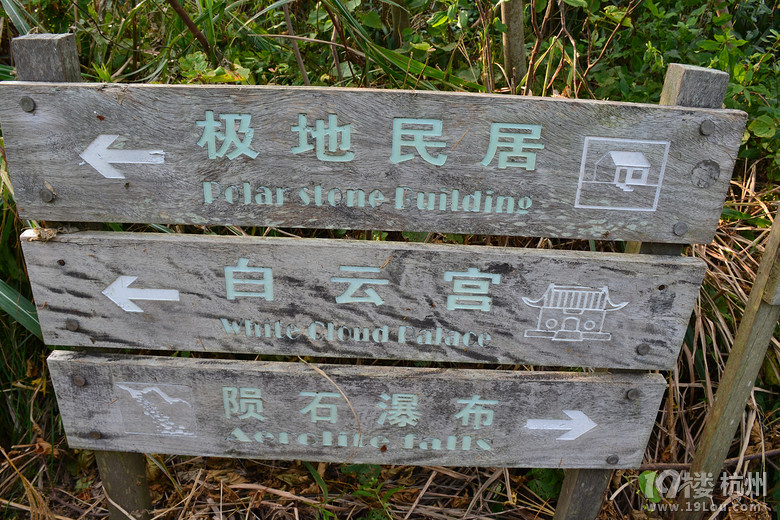 极地民居
Polar stone Building
白云宫
White Cloud Palace
陨石瀑布
Aerolite falls
19楼 杭州
www.19Lou.com